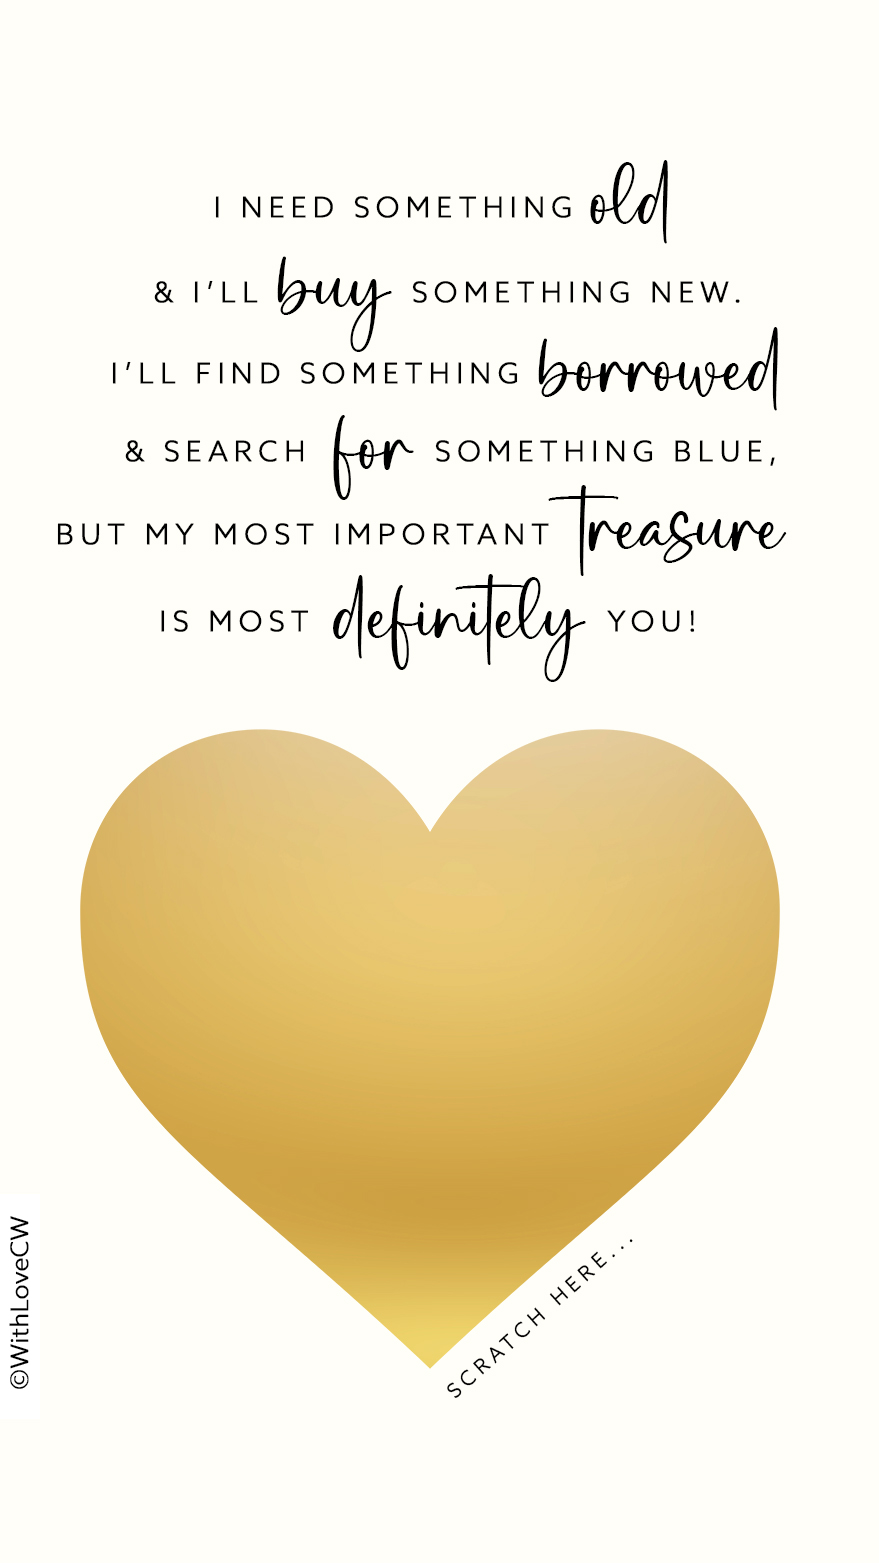 I NEED SOMETHING old
& I'LL buy SOMETHING NEW.
I'LL FIND SOMETHING borrowed
& SEARCH for SOMETHING BLUE,
BUT MY MOST IMPORTANT treasure
IS MOST definitely YOU!
SCRATCH HERE...
©WithLoveCW